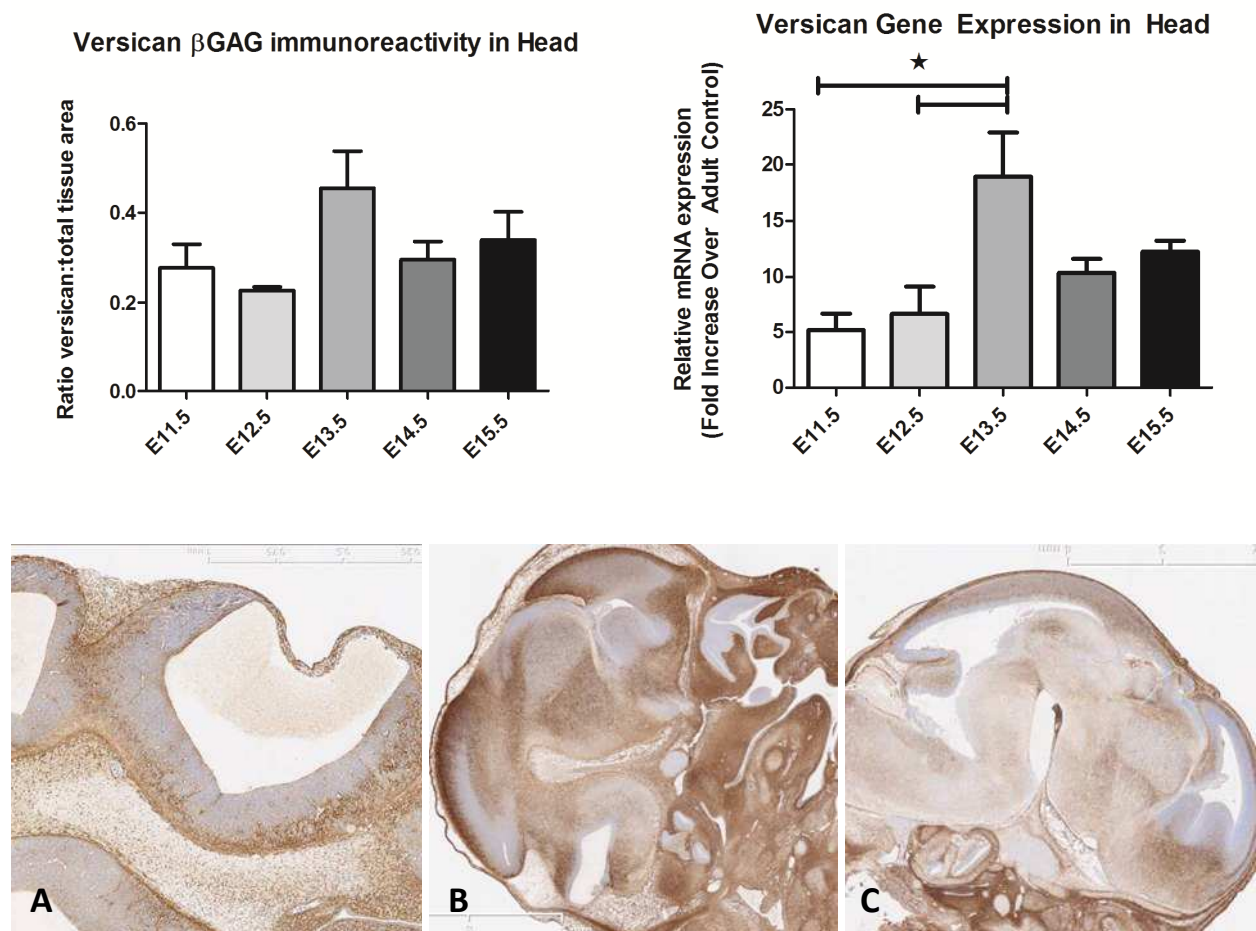 Versican βGAG immunoreactivity in Head
Ratio versican:total tissue area
0.6
0.4
0.2
0.0
E11.5
E12.5
E13.5
E14.5
E15.5
Versican Gene Expression in Head
★
Relative mRNA expression
(Fold Increase Over Adult Control)
25
20
15
10
5
0
E11.5
E12.5
E13.5
E14.5
E15.5
A
B
C